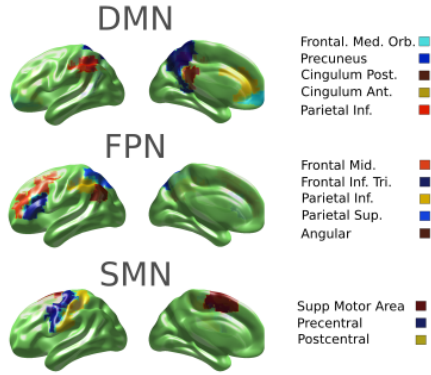 DMN
Frontal. Med. Orb.
Precuneus
Cingulum Post.
Cingulum Ant.
Parietal Inf.
FPN
Frontal Mid.
Frontal Inf. Tri.
Parietal Inf.
Parietal Sup.
Angular
SMN
Supp Motor Area
Precentral
Postcentral